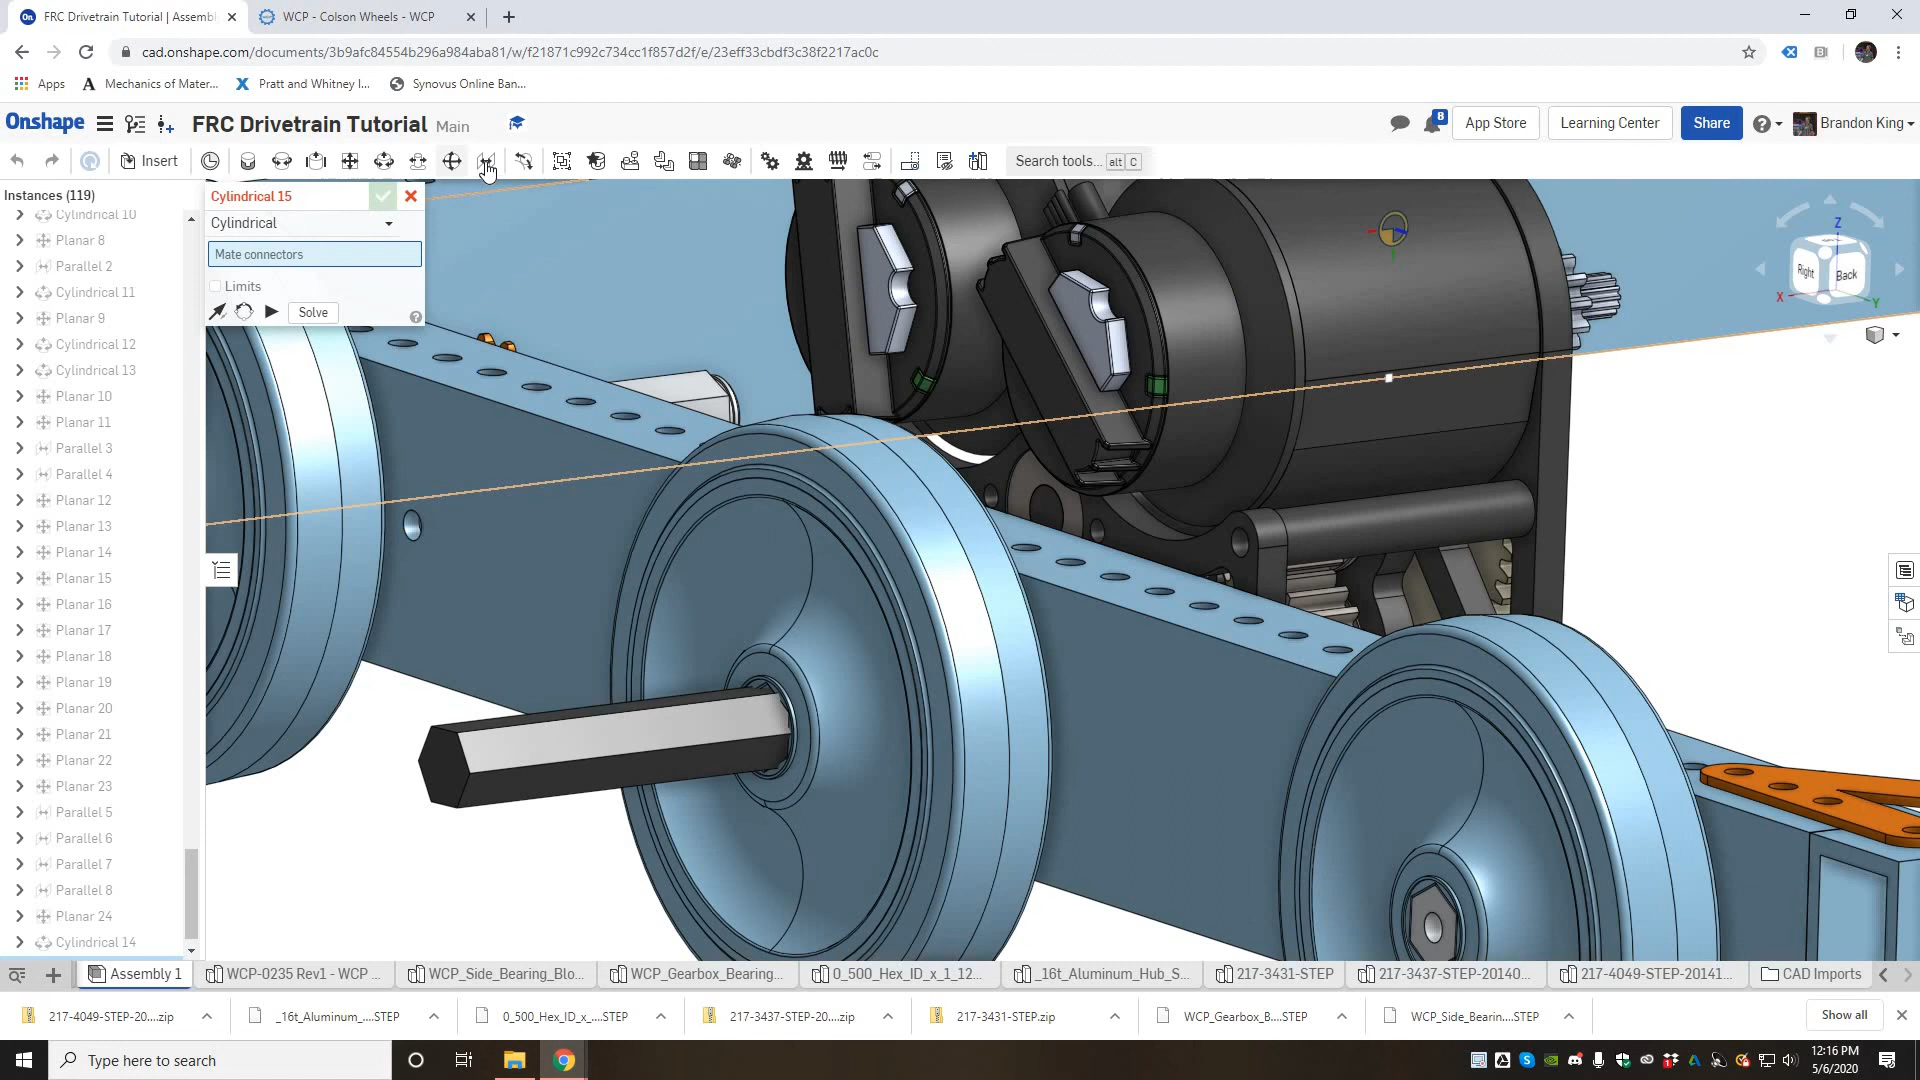 FRC Drivetrain Tutorial | Assembl
WCP - Colson Wheels - WCP
cad.onshape.com/documents/3b9afc84554b296a984aba81/w/f21871c992c734cc1f857d2f/e/23eff33cbdf3c38f2217ac0c
Apps
Mechanics of Mater...
Pratt and Whitney I...
Synovus Online Ban...
Onshape
FRC Drivetrain Tutorial Main
8
App Store
Learning Center
Share
Brandon King
Insert
Search tools... alt C
Instances (119)
Cylindrical 10
Planar 8
Parallel 2
Cylindrical 11
Planar 9
Cylindrical 12
Cylindrical 13
Planar 10
Planar 11
Parallel 3
Parallel 4
Planar 12
Planar 13
Planar 14
Planar 15
Planar 16
Planar 17
Planar 18
Planar 19
Planar 20
Planar 21
Planar 22
Planar 23
Parallel 5
Parallel 6
Parallel 7
Parallel 8
Planar 24
Cylindrical 14
Cylindrical 15
Cylindrical
Mate connectors
Limits
Solve
Z
Right
Back
X
Y
Assembly 1
WCP-0235 Rev1 - WCP ...
WCP_Side_Bearing_Blo...
WCP_Gearbox_Bearing...
0_500_Hex_ID_x_1_12...
_16t_Aluminum_Hub_S...
217-3431-STEP
217-3437-STEP-20140...
217-4049-STEP-20141...
CAD Imports
217-4049-STEP-20....zip
_16t_Aluminum_....STEP
0_500_Hex_ID_x_....STEP
217-3437-STEP-20....zip
217-3431-STEP.zip
WCP_Gearbox_B....STEP
WCP_Side_Bearin....STEP
Show all
Type here to search
12:16 PM
5/6/2020